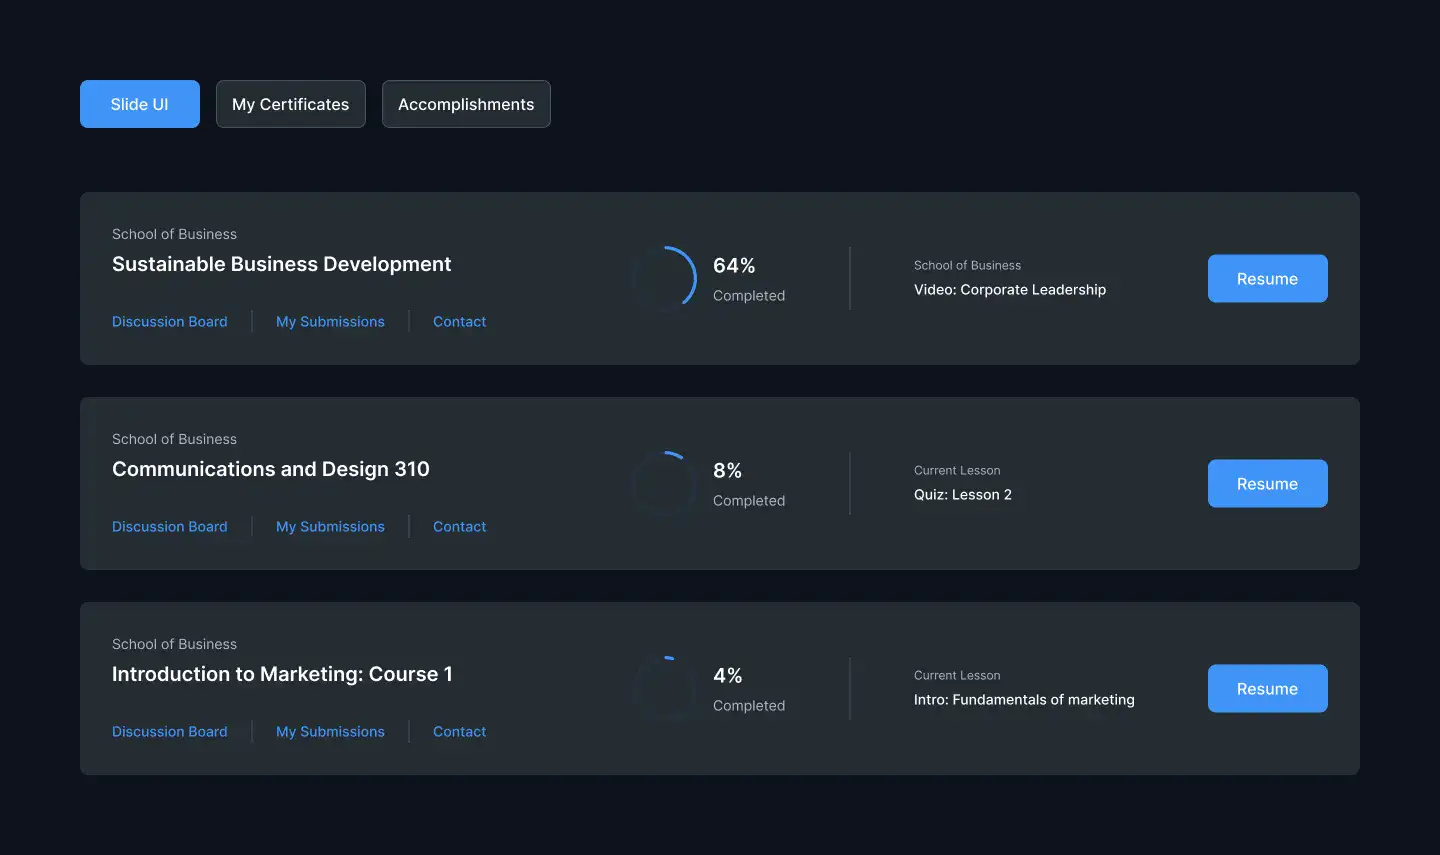 Slide UI
My Certificates
Accomplishments
School of Business
Sustainable Business Development
Discussion Board
My Submissions
Contact
64%
Completed
School of Business
Video: Corporate Leadership
Resume
School of Business
Communications and Design 310
Discussion Board
My Submissions
Contact
8%
Completed
Current Lesson
Quiz: Lesson 2
Resume
School of Business
Introduction to Marketing: Course 1
Discussion Board
My Submissions
Contact
4%
Completed
Current Lesson
Intro: Fundamentals of marketing
Resume